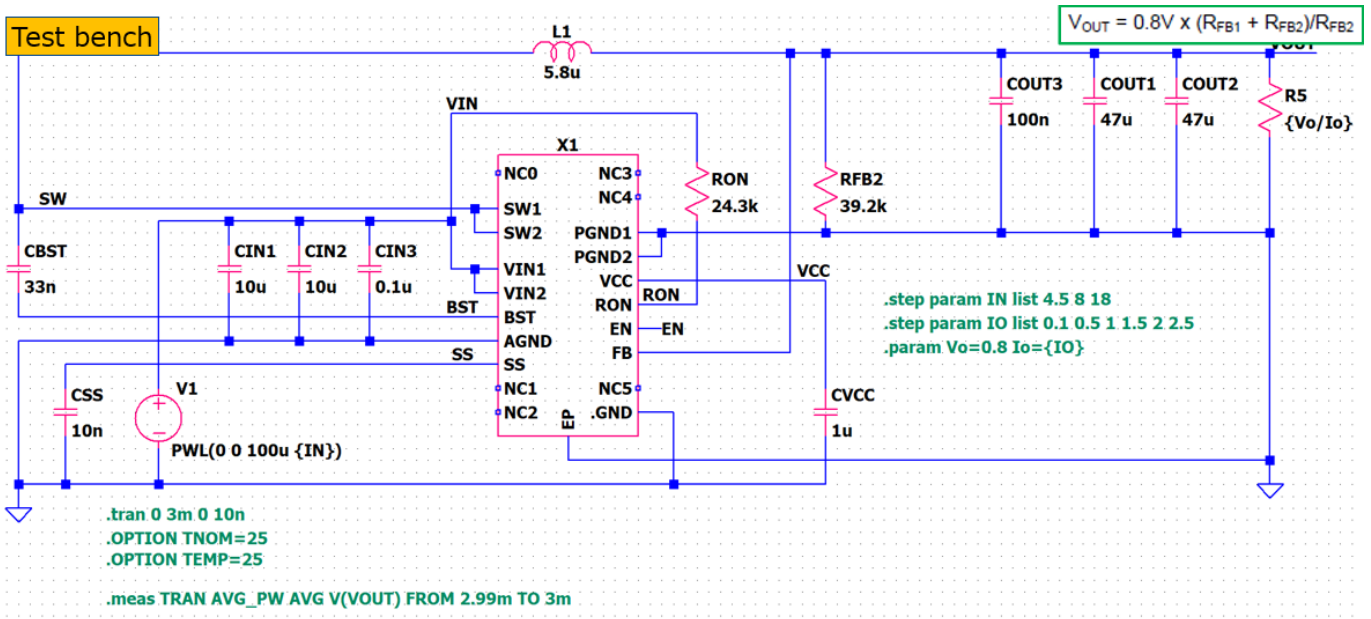 Test bench
V_OUT = 0.8V x (R_FB1 + R_FB2)/R_FB2
VOUT
L1
5.8u
VIN
COUT3
100n
COUT1
47u
COUT2
47u
R5
{Vo/Io}
X1
NC0
NC3
NC4
RON
24.3k
RFB2
39.2k
SW
SW1
SW2
PGND1
PGND2
CBST
33n
CIN1
10u
CIN2
10u
CIN3
0.1u
VIN1
VIN2
VCC
VCC
RON
RON
BST
BST
EN
EN
AGND
FB
SS
SS
.step param IN list 4.5 8 18
.step param IO list 0.1 0.5 1 1.5 2 2.5
.param Vo=0.8 Io={IO}
NC1
NC5
NC2
.GND
EP
CSS
10n
V1
PWL(0 0 100u {IN})
CVCC
1u
.tran 0 3m 0 10n
.OPTION TNOM=25
.OPTION TEMP=25
.meas TRAN AVG_PW AVG V(VOUT) FROM 2.99m TO 3m